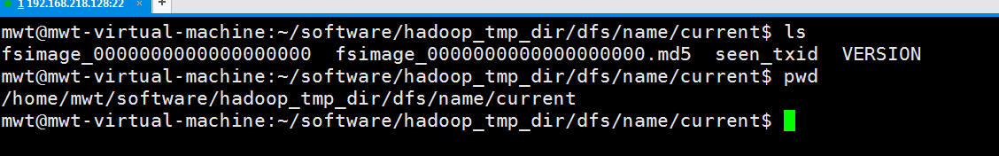 1 192.168.218.128:22 × +
mwt@mwt-virtual-machine:~/software/hadoop_tmp_dir/dfs/name/current$ ls
fsimage_0000000000000000000  fsimage_0000000000000000000.md5  seen_txid  VERSION
mwt@mwt-virtual-machine:~/software/hadoop_tmp_dir/dfs/name/current$ pwd
/home/mwt/software/hadoop_tmp_dir/dfs/name/current
mwt@mwt-virtual-machine:~/software/hadoop_tmp_dir/dfs/name/current$